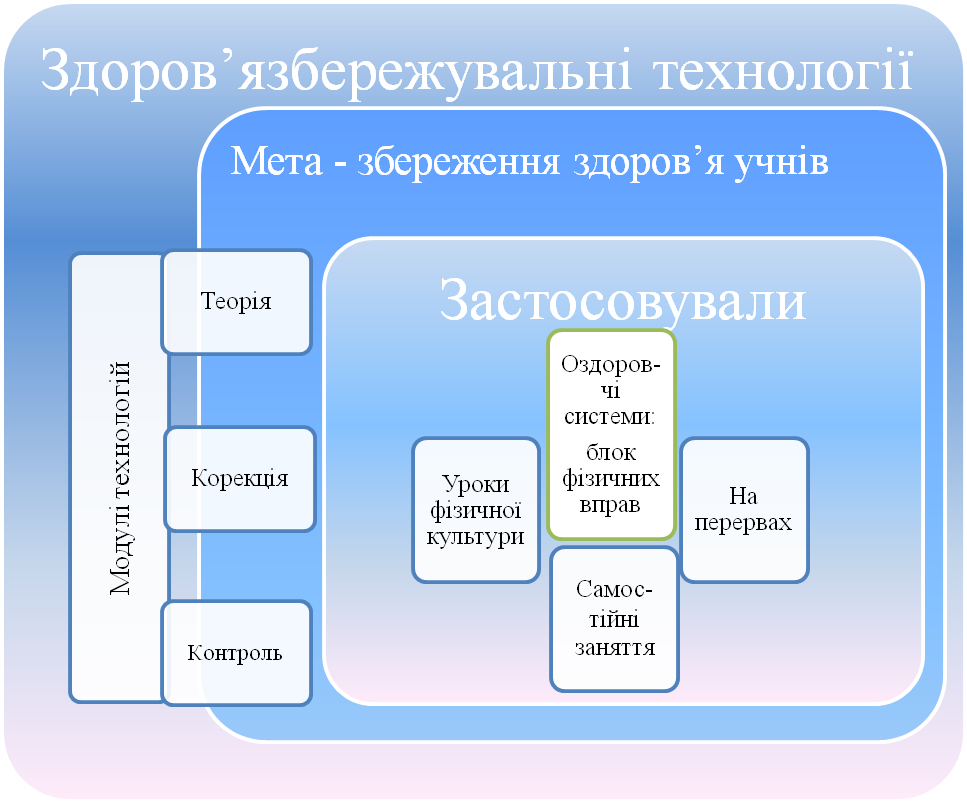 Здоров’язбережувальні технології
Мета - збереження здоров’я учнів
Модулі технологій
Теорія
Корекція
Контроль
Застосовували
Оздоров-
чі
системи:
блок
фізичних
вправ
Уроки
фізичної
культури
На
перервах
Самос-
тійні
заняття